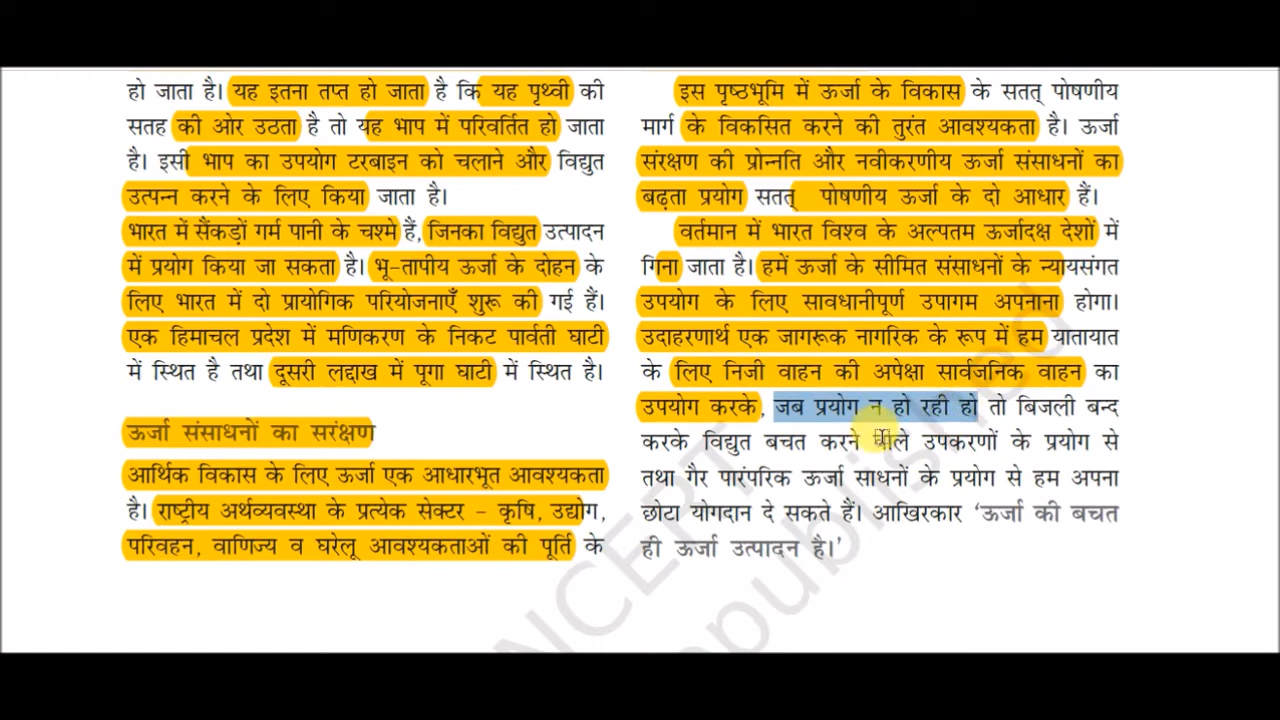 हो जाता है। यह इतना तप्त हो जाता है कि यह पृथ्वी की
सतह की ओर उठता है तो यह भाप में परिवर्तित हो जाता
है। इसी भाप का उपयोग टरबाइन को चलाने और विद्युत
उत्पन्न करने के लिए किया जाता है।
भारत में सैंकड़ों गर्म पानी के चश्मे हैं, जिनका विद्युत उत्पादन
में प्रयोग किया जा सकता है। भू–तापीय ऊर्जा के दोहन के
लिए भारत में दो प्रायोगिक परियोजनाएँ शुरू की गई हैं।
एक हिमाचल प्रदेश में मणिकरण के निकट पार्वती घाटी
में स्थित है तथा दूसरी लद्दाख में पूगा घाटी में स्थित है।
ऊर्जा संसाधनों का सरंक्षण
आर्थिक विकास के लिए ऊर्जा एक आधारभूत आवश्यकता
है। राष्ट्रीय अर्थव्यवस्था के प्रत्येक सेक्टर – कृषि, उद्योग,
परिवहन, वाणिज्य व घरेलू आवश्यकताओं की पूर्ति के
इस पृष्ठभूमि में ऊर्जा के विकास के सतत् पोषणीय
मार्ग के विकसित करने की तुरंत आवश्यकता है। ऊर्जा
संरक्षण की प्रोन्नति और नवीकरणीय ऊर्जा संसाधनों का
बढ़ता प्रयोग सतत् पोषणीय ऊर्जा के दो आधार हैं।
वर्तमान में भारत विश्व के अल्पतम ऊर्जादक्ष देशों में
गिना जाता है। हमें ऊर्जा के सीमित संसाधनों के न्यायसंगत
उपयोग के लिए सावधानीपूर्ण उपागम अपनाना होगा।
उदाहरणार्थ एक जागरूक नागरिक के रूप में हम यातायात
के लिए निजी वाहन की अपेक्षा सार्वजनिक वाहन का
उपयोग करके, जब प्रयोग न हो रही हो तो बिजली बन्द
करके विद्युत बचत करने वाले उपकरणों के प्रयोग से
तथा गैर पारंपरिक ऊर्जा साधनों के प्रयोग से हम अपना
छोटा योगदान दे सकते हैं। आखिरकार ‘ऊर्जा की बचत
ही ऊर्जा उत्पादन है।’
NCERT
republished